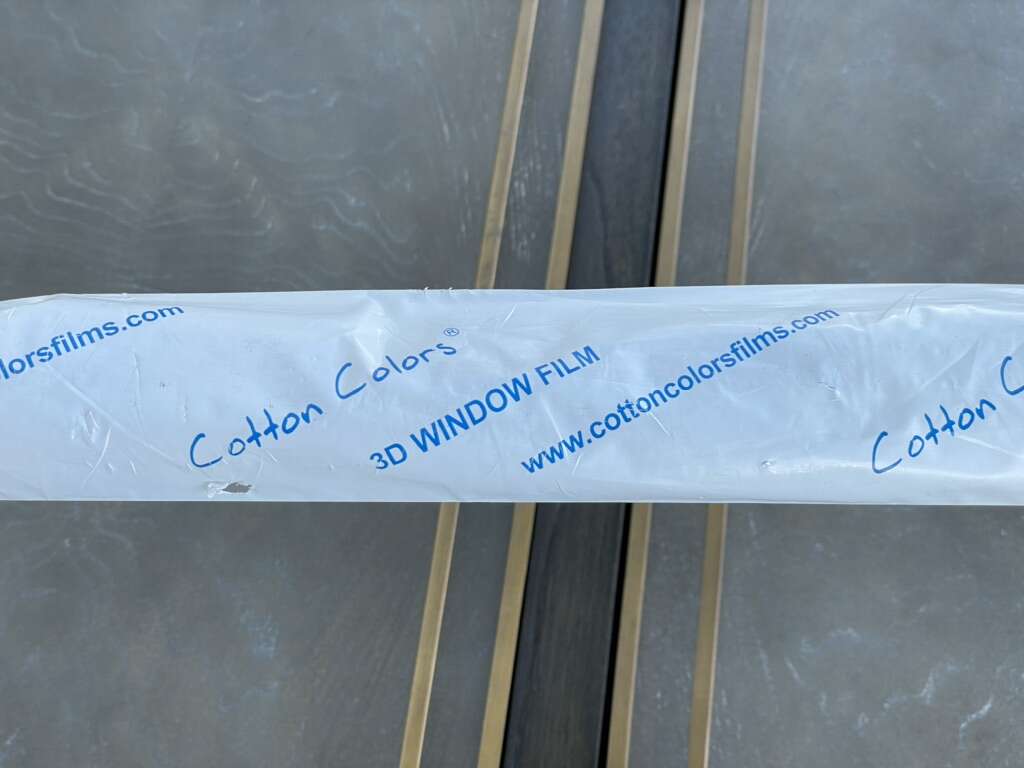 lorsfilms.com
Cotton Colors®
3D WINDOW FILM
www.cottoncolorsfilms.com
Cotton C